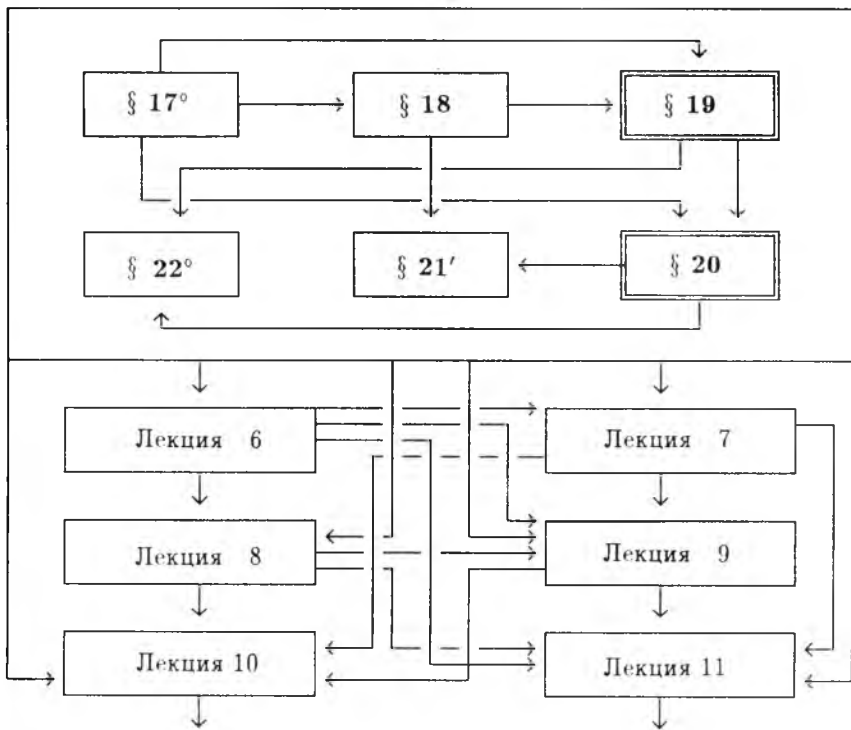 § 17° § 18 § 19
§ 22° § 21′ § 20
Лекция 6 Лекция 7
Лекция 8 Лекция 9
Лекция 10 Лекция 11